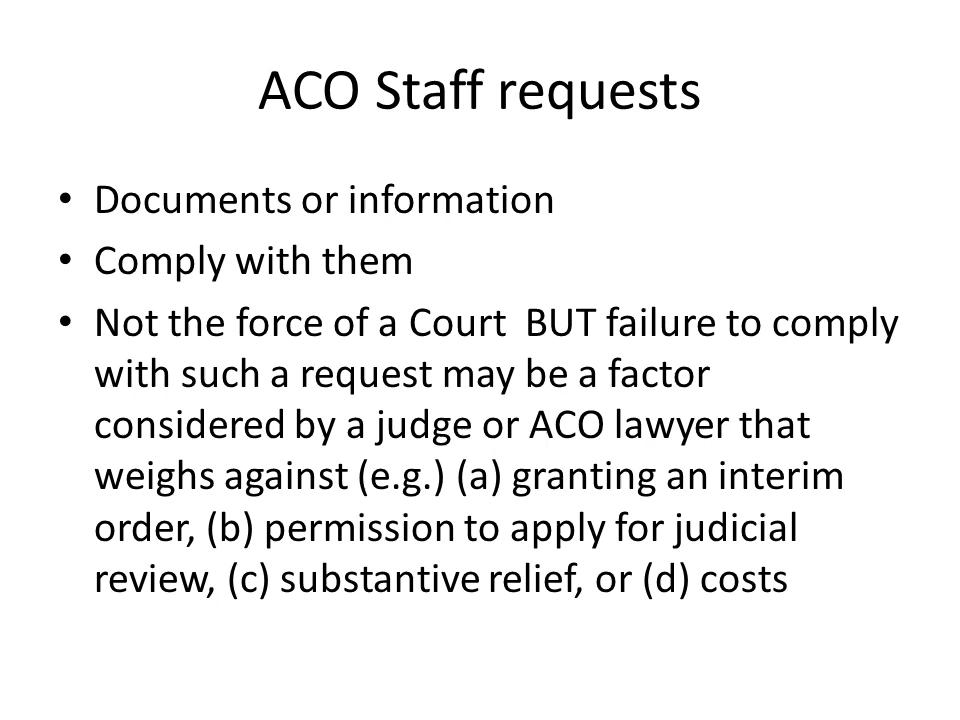 ACO Staff requests
• Documents or information
• Comply with them
• Not the force of a Court  BUT failure to comply
with such a request may be a factor
considered by a judge or ACO lawyer that
weighs against (e.g.) (a) granting an interim
order, (b) permission to apply for judicial
review, (c) substantive relief, or (d) costs